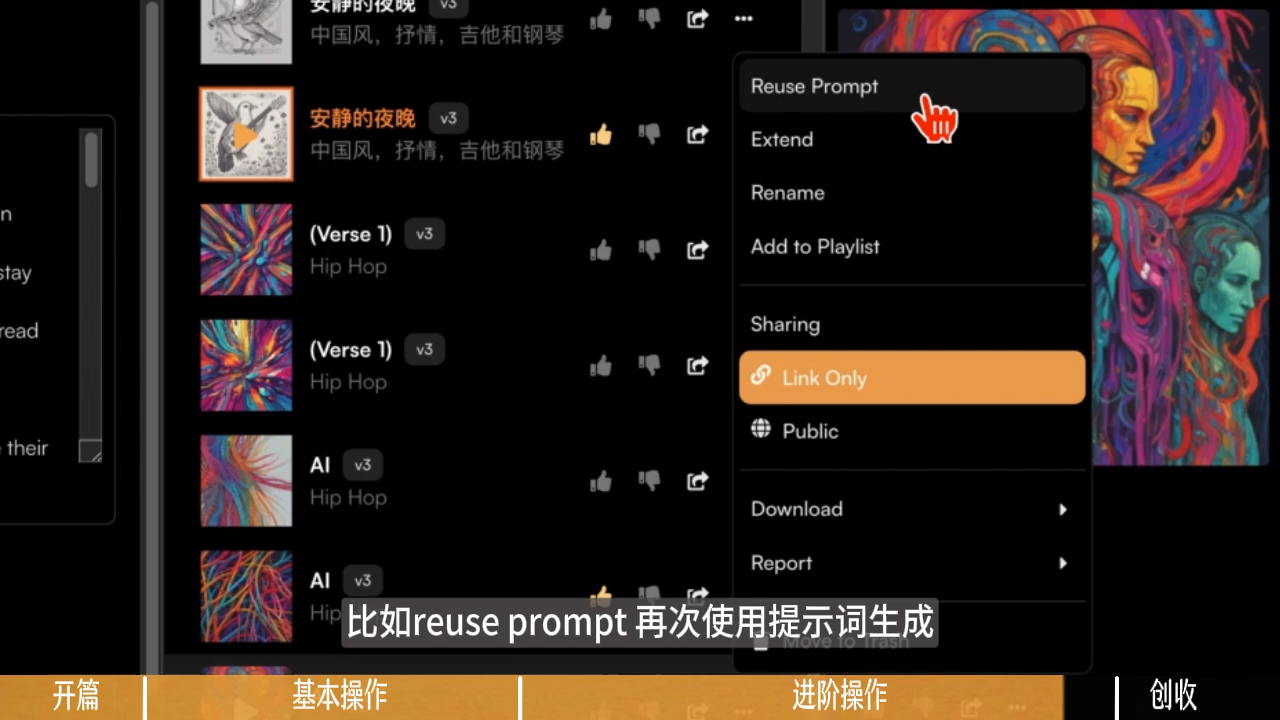 安静的夜晚 v3
中国风，抒情，吉他和钢琴
安静的夜晚 v3
中国风，抒情，吉他和钢琴
n
stay
read
their
(Verse 1) v3
Hip Hop
(Verse 1) v3
Hip Hop
AI v3
Hip Hop
AI v3
Hip
Reuse Prompt
Extend
Rename
Add to Playlist
Sharing
Link Only
Public
Download
Report
Move to Trash
比如reuse prompt 再次使用提示词生成
开篇 基本操作 进阶操作 创收